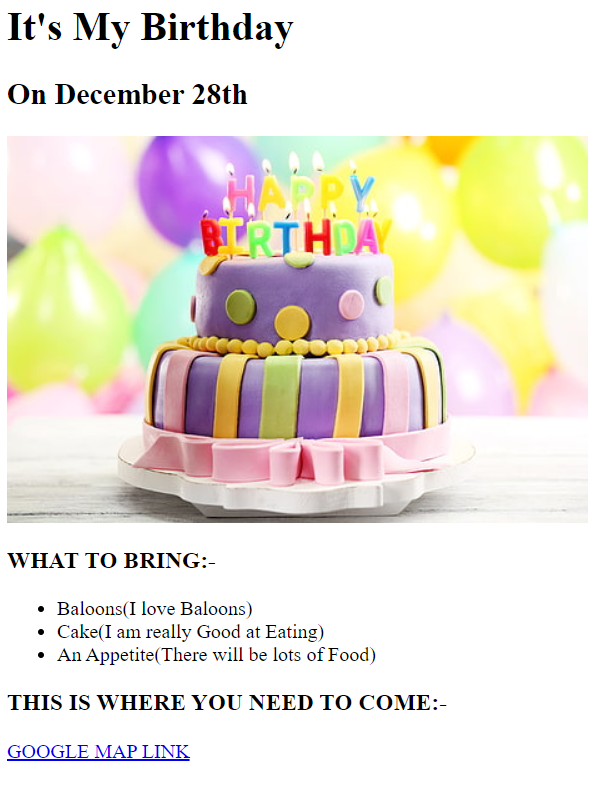 It's My Birthday
On December 28th
HAPPY
BIRTHDAY
WHAT TO BRING:-
Baloons(I love Baloons)
Cake(I am really Good at Eating)
An Appetite(There will be lots of Food)
THIS IS WHERE YOU NEED TO COME:-
GOOGLE MAP LINK